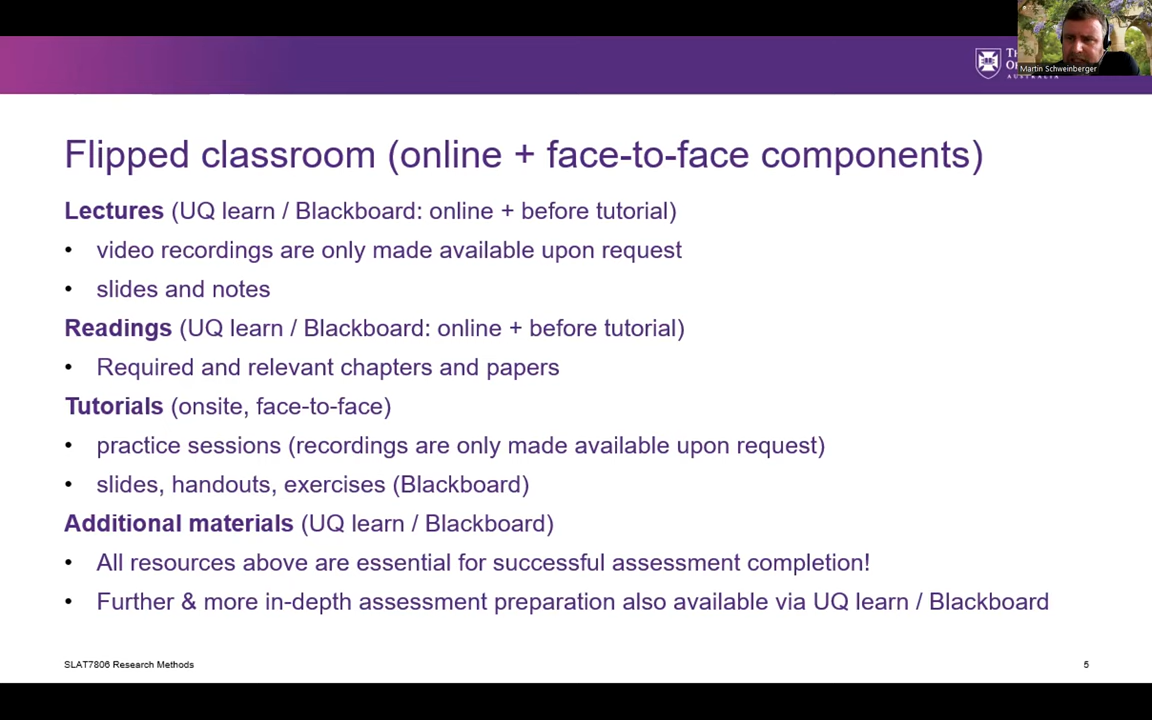 Martin Schweinberger
AUSTRALIA
Flipped classroom (online + face-to-face components)
Lectures (UQ learn / Blackboard: online + before tutorial)
• video recordings are only made available upon request
• slides and notes
Readings (UQ learn / Blackboard: online + before tutorial)
• Required and relevant chapters and papers
Tutorials (onsite, face-to-face)
• practice sessions (recordings are only made available upon request)
• slides, handouts, exercises (Blackboard)
Additional materials (UQ learn / Blackboard)
• All resources above are essential for successful assessment completion!
• Further & more in-depth assessment preparation also available via UQ learn / Blackboard
SLAT7806 Research Methods
5